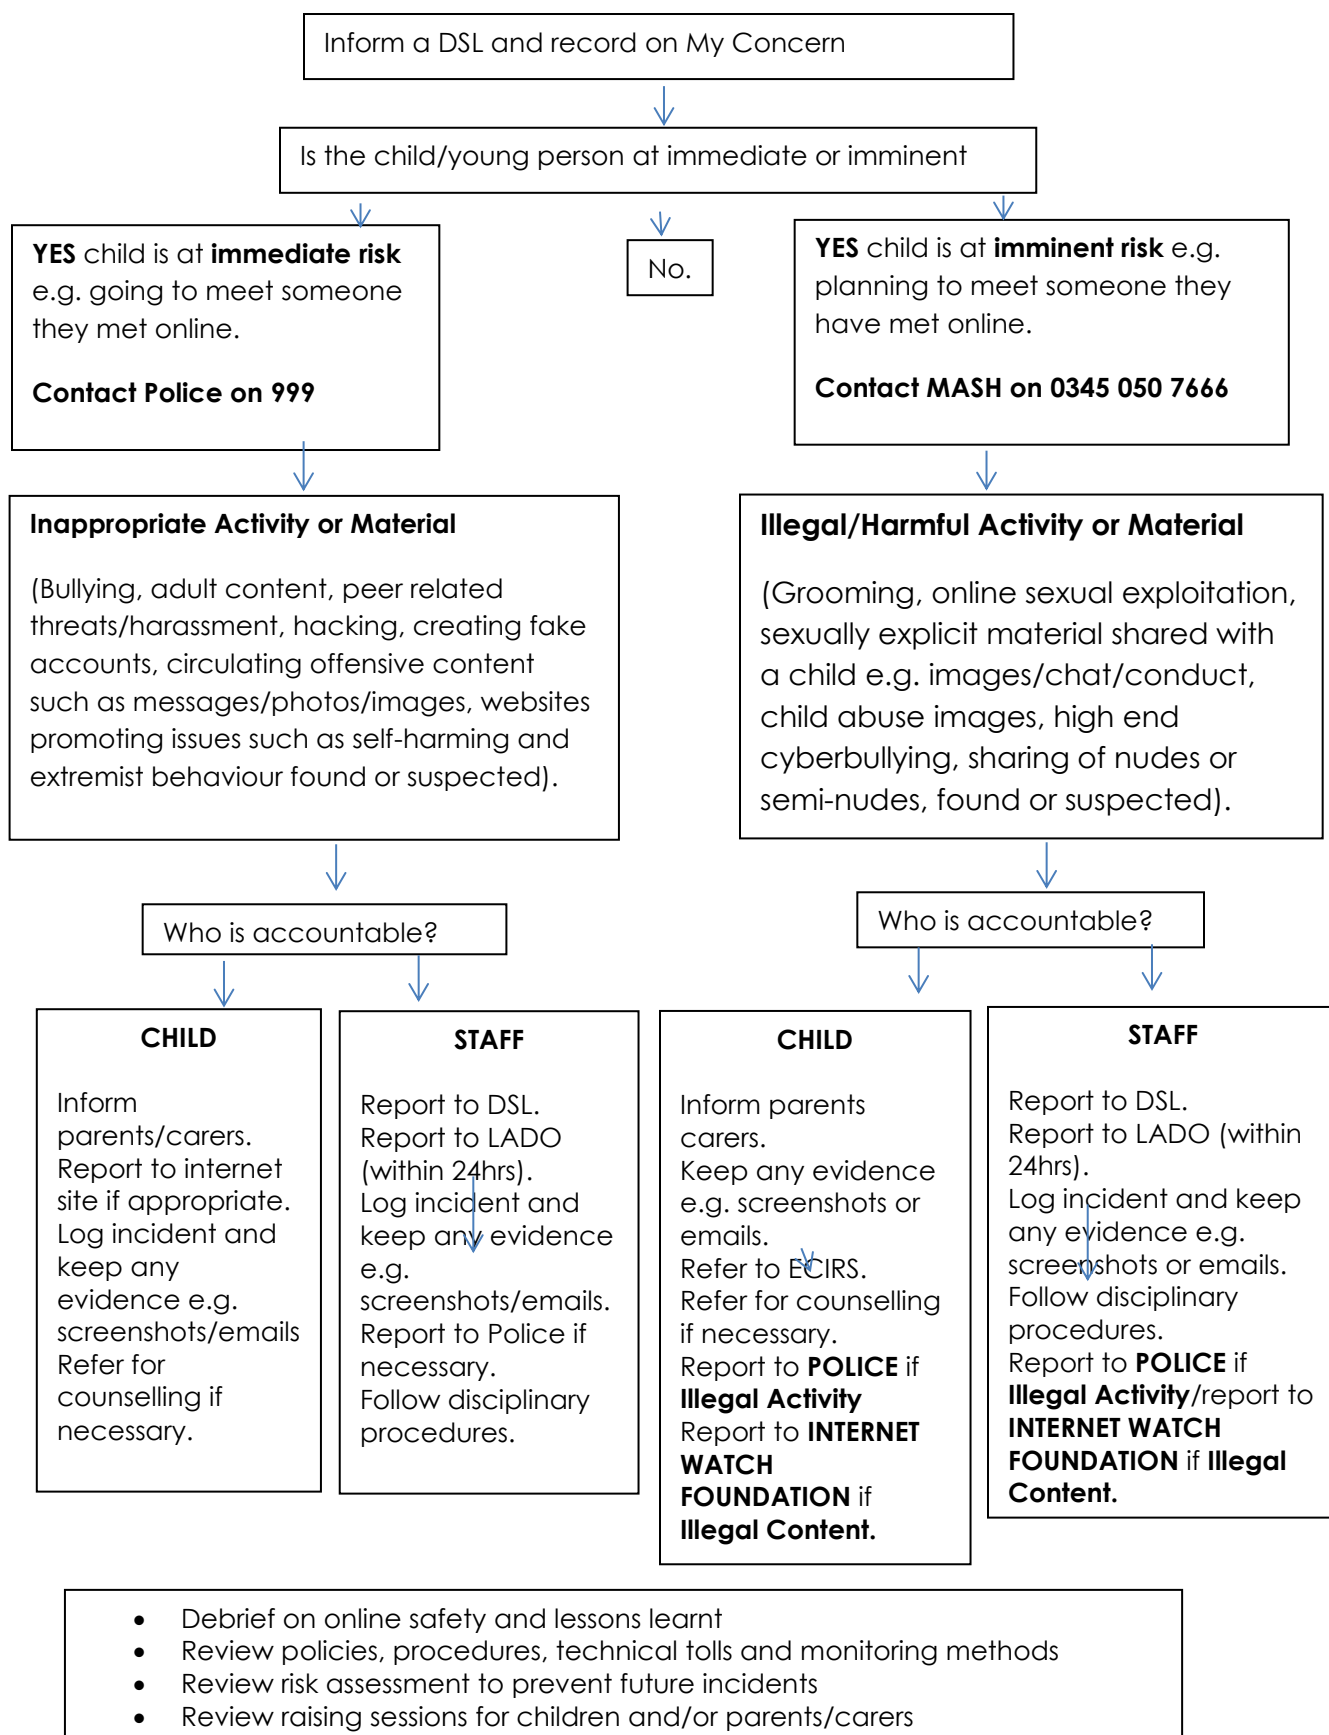 Inform a DSL and record on My Concern
Is the child/young person at immediate or imminent
YES child is at immediate risk
e.g. going to meet someone
they met online.
Contact Police on 999
No.
YES child is at imminent risk e.g.
planning to meet someone they
have met online.
Contact MASH on 0345 050 7666
Inappropriate Activity or Material
(Bullying, adult content, peer related
threats/harassment, hacking, creating fake
accounts, circulating offensive content
such as messages/photos/images, websites
promoting issues such as self-harming and
extremist behaviour found or suspected).
Illegal/Harmful Activity or Material
(Grooming, online sexual exploitation,
sexually explicit material shared with
a child e.g. images/chat/conduct,
child abuse images, high end
cyberbullying, sharing of nudes or
semi-nudes, found or suspected).
Who is accountable?
Who is accountable?
CHILD
Inform
parents/carers.
Report to internet
site if appropriate.
Log incident and
keep any
evidence e.g.
screenshots/emails
Refer for
counselling if
necessary.
STAFF
Report to DSL.
Report to LADO
(within 24hrs).
Log incident and
keep any evidence
e.g.
screenshots/emails.
Report to Police if
necessary.
Follow disciplinary
procedures.
CHILD
Inform parents
carers.
Keep any evidence
e.g. screenshots or
emails.
Refer to ECIRS.
Refer for counselling
if necessary.
Report to POLICE if
Illegal Activity
Report to INTERNET
WATCH
FOUNDATION if
Illegal Content.
STAFF
Report to DSL.
Report to LADO (within
24hrs).
Log incident and keep
any evidence e.g.
screenshots or emails.
Follow disciplinary
procedures.
Report to POLICE if
Illegal Activity/report to
INTERNET WATCH
FOUNDATION if Illegal
Content.
• Debrief on online safety and lessons learnt
• Review policies, procedures, technical tolls and monitoring methods
• Review risk assessment to prevent future incidents
• Review raising sessions for children and/or parents/carers